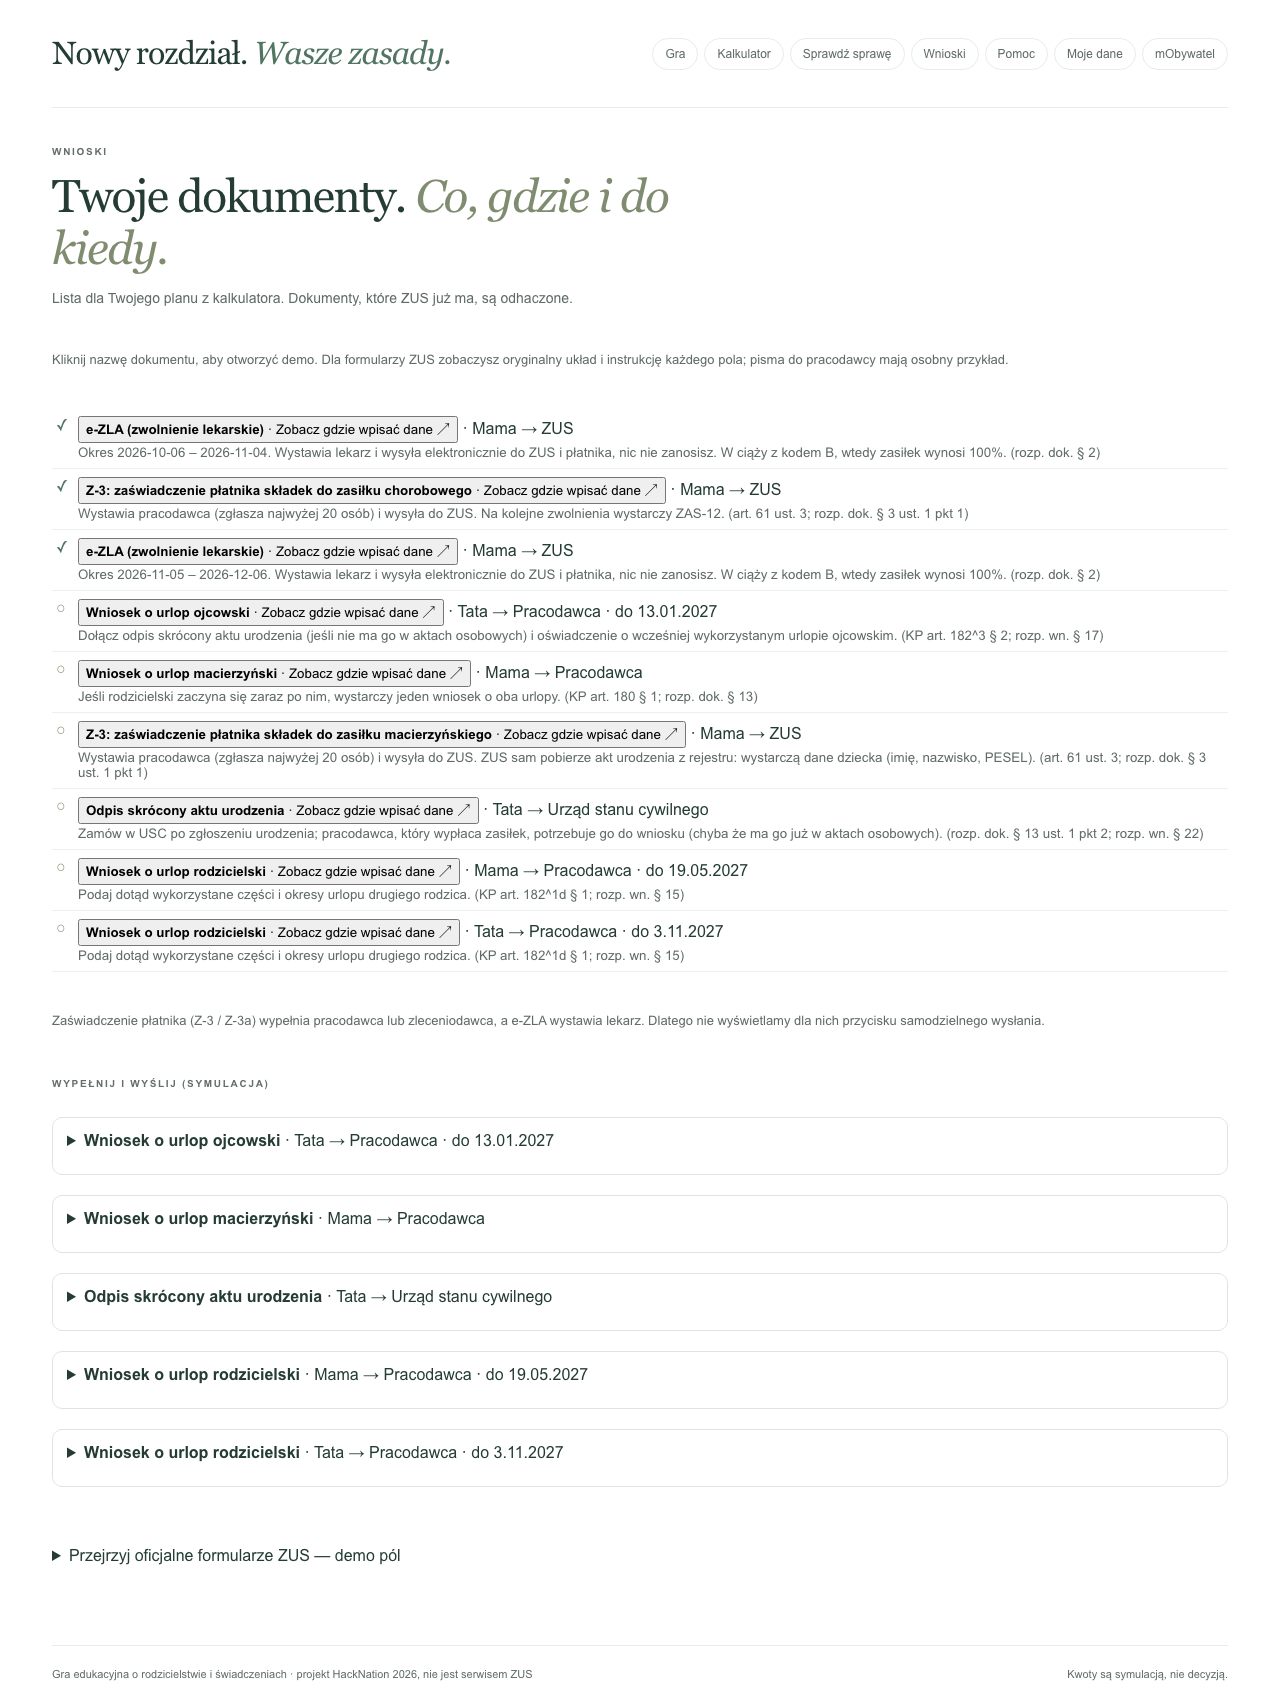 Nowy rozdział. Wasze zasady.
Gra
Kalkulator
Sprawdź sprawę
Wnioski
Pomoc
Moje dane
mObywatel
WNIOSKI
Twoje dokumenty. Co, gdzie i do
kiedy.
Lista dla Twojego planu z kalkulatora. Dokumenty, które ZUS już ma, są odhaczone.
Kliknij nazwę dokumentu, aby otworzyć demo. Dla formularzy ZUS zobaczysz oryginalny układ i instrukcję każdego pola; pisma do pracodawcy mają osobny przykład.
✓ e-ZLA (zwolnienie lekarskie) · Zobacz gdzie wpisać dane ↗ · Mama → ZUS
Okres 2026-10-06 – 2026-11-04. Wystawia lekarz i wysyła elektronicznie do ZUS i płatnika, nic nie zanosisz. W ciąży z kodem B, wtedy zasiłek wynosi 100%. (rozp. dok. § 2)
✓ Z-3: zaświadczenie płatnika składek do zasiłku chorobowego · Zobacz gdzie wpisać dane ↗ · Mama → ZUS
Wystawia pracodawca (zgłasza najwyżej 20 osób) i wysyła do ZUS. Na kolejne zwolnienia wystarczy ZAS-12. (art. 61 ust. 3; rozp. dok. § 3 ust. 1 pkt 1)
✓ e-ZLA (zwolnienie lekarskie) · Zobacz gdzie wpisać dane ↗ · Mama → ZUS
Okres 2026-11-05 – 2026-12-06. Wystawia lekarz i wysyła elektronicznie do ZUS i płatnika, nic nie zanosisz. W ciąży z kodem B, wtedy zasiłek wynosi 100%. (rozp. dok. § 2)
○ Wniosek o urlop ojcowski · Zobacz gdzie wpisać dane ↗ · Tata → Pracodawca · do 13.01.2027
Dołącz odpis skrócony aktu urodzenia (jeśli nie ma go w aktach osobowych) i oświadczenie o wcześniej wykorzystanym urlopie ojcowskim. (KP art. 182^3 § 2; rozp. wn. § 17)
○ Wniosek o urlop macierzyński · Zobacz gdzie wpisać dane ↗ · Mama → Pracodawca
Jeśli rodzicielski zaczyna się zaraz po nim, wystarczy jeden wniosek o oba urlopy. (KP art. 180 § 1; rozp. dok. § 13)
○ Z-3: zaświadczenie płatnika składek do zasiłku macierzyńskiego · Zobacz gdzie wpisać dane ↗ · Mama → ZUS
Wystawia pracodawca (zgłasza najwyżej 20 osób) i wysyła do ZUS. ZUS sam pobierze akt urodzenia z rejestru: wystarczą dane dziecka (imię, nazwisko, PESEL). (art. 61 ust. 3; rozp. dok. § 3
ust. 1 pkt 1)
○ Odpis skrócony aktu urodzenia · Zobacz gdzie wpisać dane ↗ · Tata → Urząd stanu cywilnego
Zamów w USC po zgłoszeniu urodzenia; pracodawca, który wypłaca zasiłek, potrzebuje go do wniosku (chyba że ma go już w aktach osobowych). (rozp. dok. § 13 ust. 1 pkt 2; rozp. wn. § 22)
○ Wniosek o urlop rodzicielski · Zobacz gdzie wpisać dane ↗ · Mama → Pracodawca · do 19.05.2027
Podaj dotąd wykorzystane części i okresy urlopu drugiego rodzica. (KP art. 182^1d § 1; rozp. wn. § 15)
○ Wniosek o urlop rodzicielski · Zobacz gdzie wpisać dane ↗ · Tata → Pracodawca · do 3.11.2027
Podaj dotąd wykorzystane części i okresy urlopu drugiego rodzica. (KP art. 182^1d § 1; rozp. wn. § 15)
Zaświadczenie płatnika (Z-3 / Z-3a) wypełnia pracodawca lub zleceniodawca, a e-ZLA wystawia lekarz. Dlatego nie wyświetlamy dla nich przycisku samodzielnego wysłania.
WYPEŁNIJ I WYŚLIJ (SYMULACJA)
▶ Wniosek o urlop ojcowski · Tata → Pracodawca · do 13.01.2027
▶ Wniosek o urlop macierzyński · Mama → Pracodawca
▶ Odpis skrócony aktu urodzenia · Tata → Urząd stanu cywilnego
▶ Wniosek o urlop rodzicielski · Mama → Pracodawca · do 19.05.2027
▶ Wniosek o urlop rodzicielski · Tata → Pracodawca · do 3.11.2027
▶ Przejrzyj oficjalne formularze ZUS — demo pól
Gra edukacyjna o rodzicielstwie i świadczeniach · projekt HackNation 2026, nie jest serwisem ZUS
Kwoty są symulacją, nie decyzją.